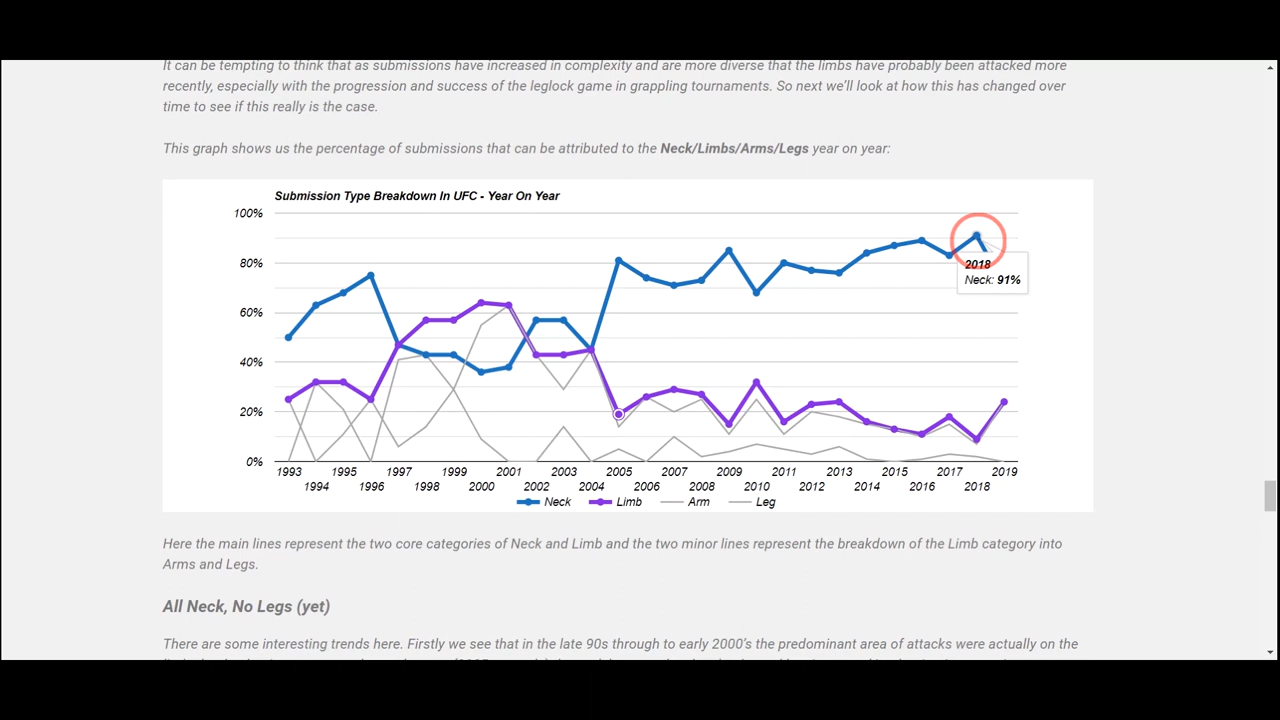 It can be tempting to think that as submissions have increased in complexity and are more diverse that the limbs have probably been attacked more
recently, especially with the progression and success of the leglock game in grappling tournaments. So next we'll look at how this has changed over
time to see if this really is the case.
This graph shows us the percentage of submissions that can be attributed to the Neck/Limbs/Arms/Legs year on year:
Submission Type Breakdown In UFC - Year On Year
100%
80%
60%
40%
20%
0%
2018
Neck: 91%
1993 1995 1997 1999 2001 2003 2005 2007 2009 2011 2013 2015 2017 2019
1994 1996 1998 2000 2002 2004 2006 2008 2010 2012 2014 2016 2018
Neck Limb Arm Leg
Here the main lines represent the two core categories of Neck and Limb and the two minor lines represent the breakdown of the Limb category into
Arms and Legs.
All Neck, No Legs (yet)
There are some interesting trends here. Firstly we see that in the late 90s through to early 2000's the predominant area of attacks were actually on the